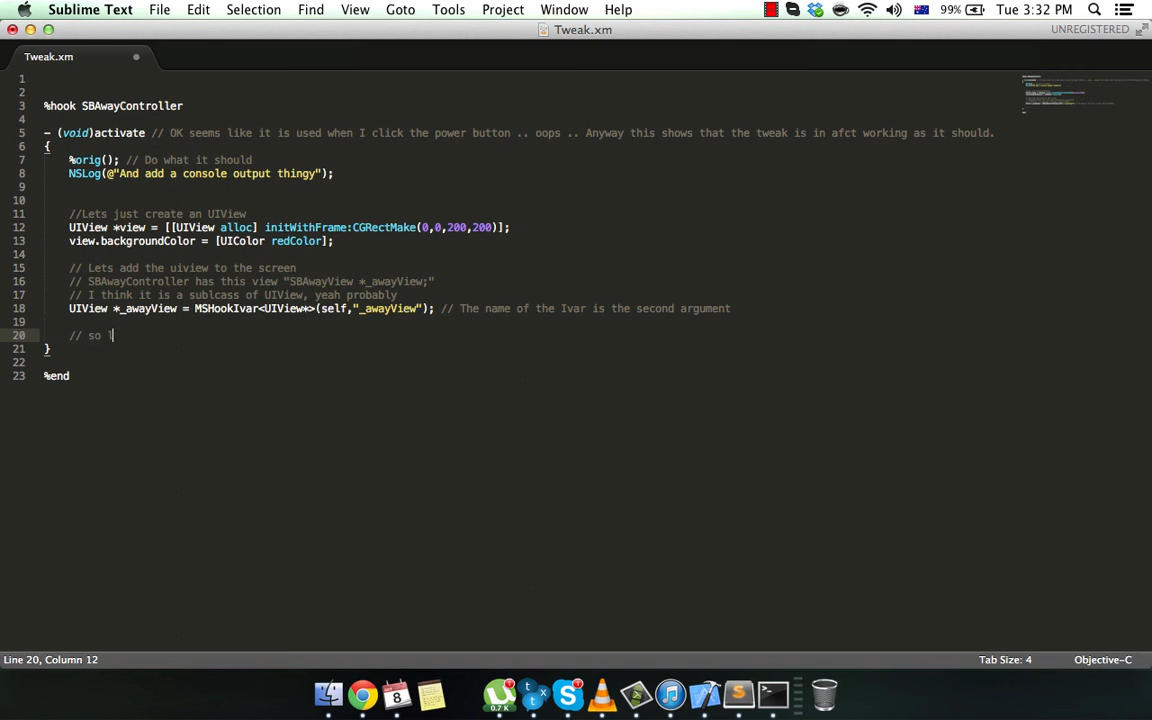 Sublime Text File Edit Selection Find View Goto Tools Project Window Help 99% Tue 3:32 PM
Tweak.xm UNREGISTERED
Tweak.xm
1
2
3 %hook SBAwayController
4
5 - (void)activate // OK seems like it is used when I click the power button .. oops .. Anyway this shows that the tweak is in afct working as it should.
6 {
7 %orig(); // Do what it should
8 NSLog(@"And add a console output thingy");
9
10
11 //Lets just create an UIView
12 UIView *view = [[UIView alloc] initWithFrame:CGRectMake(0,0,200,200)];
13 view.backgroundColor = [UIColor redColor];
14
15 // Lets add the uiview to the screen
16 // SBAwayController has this view "SBAwayView *_awayView;"
17 // I think it is a sublcass of UIView, yeah probably
18 UIView *_awayView = MSHookIvar<UIView*>(self,"_awayView"); // The name of the Ivar is the second argument
19
20 // so l
21 }
22
23 %end
Line 20, Column 12 Tab Size: 4 Objective-C
8 0.7 K t t x S S >_